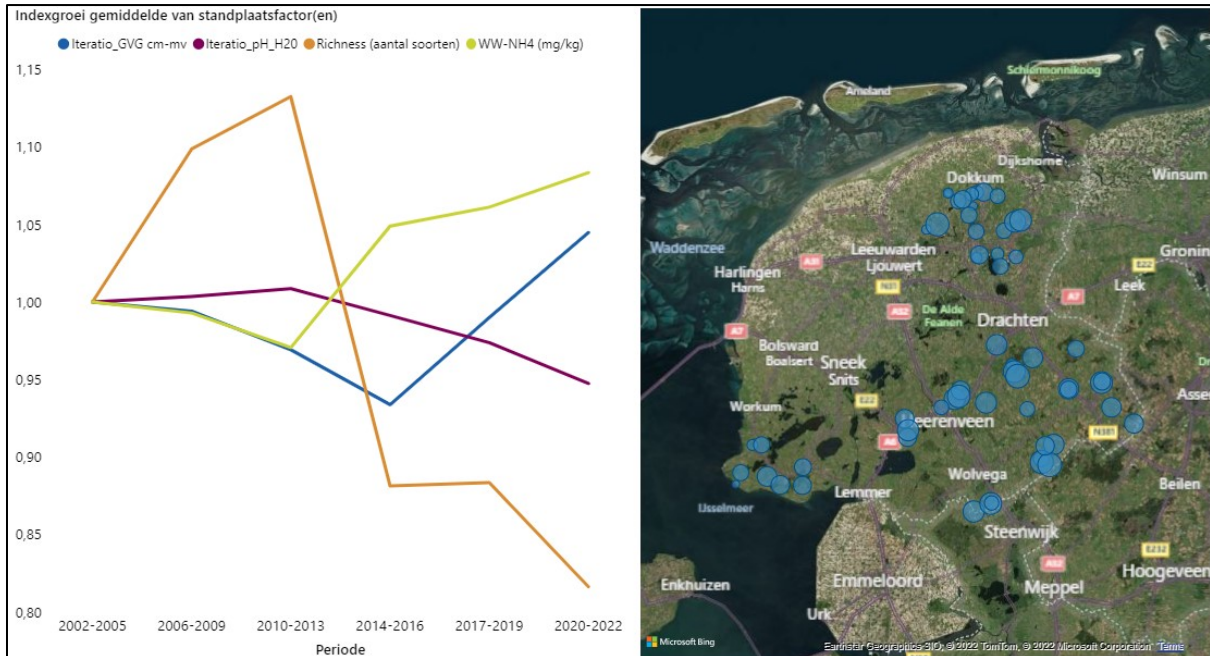 Indexgroei gemiddelde van standplaatsfactor(en)
Iteratio_GVG cm-mv Iteratio_pH_H20 Richness (aantal soorten) WW-NH4 (mg/kg)
1,15
1,10
1,05
1,00
0,95
0,90
0,85
0,80
2002-2005 2006-2009 2010-2013 2014-2016 2017-2019 2020-2022
Periode
Schiermonnikoog
Ameland
Dijkshorne
Dokkum
Winsum
Waddenzee
Leeuwarden
Ljouwert
Harlingen
Harns
A31
N31
E22
Leek
A7
A32
De Alde
Feanen
Drachten
A7
Bolsward
Boalsert
Sneek
Snits
Workum
E22
A6
eerenveen
N381
Wolvega
Beilen
Lemmer
IJsselmeer
Steenwijk
E232
A32
Hoogeveen
Enkhuizen
Emmeloord
Meppel
Urk
Microsoft Bing
Earthstar Geographics SIO, © 2022 TomTom, © 2022 Microsoft Corporation Terms